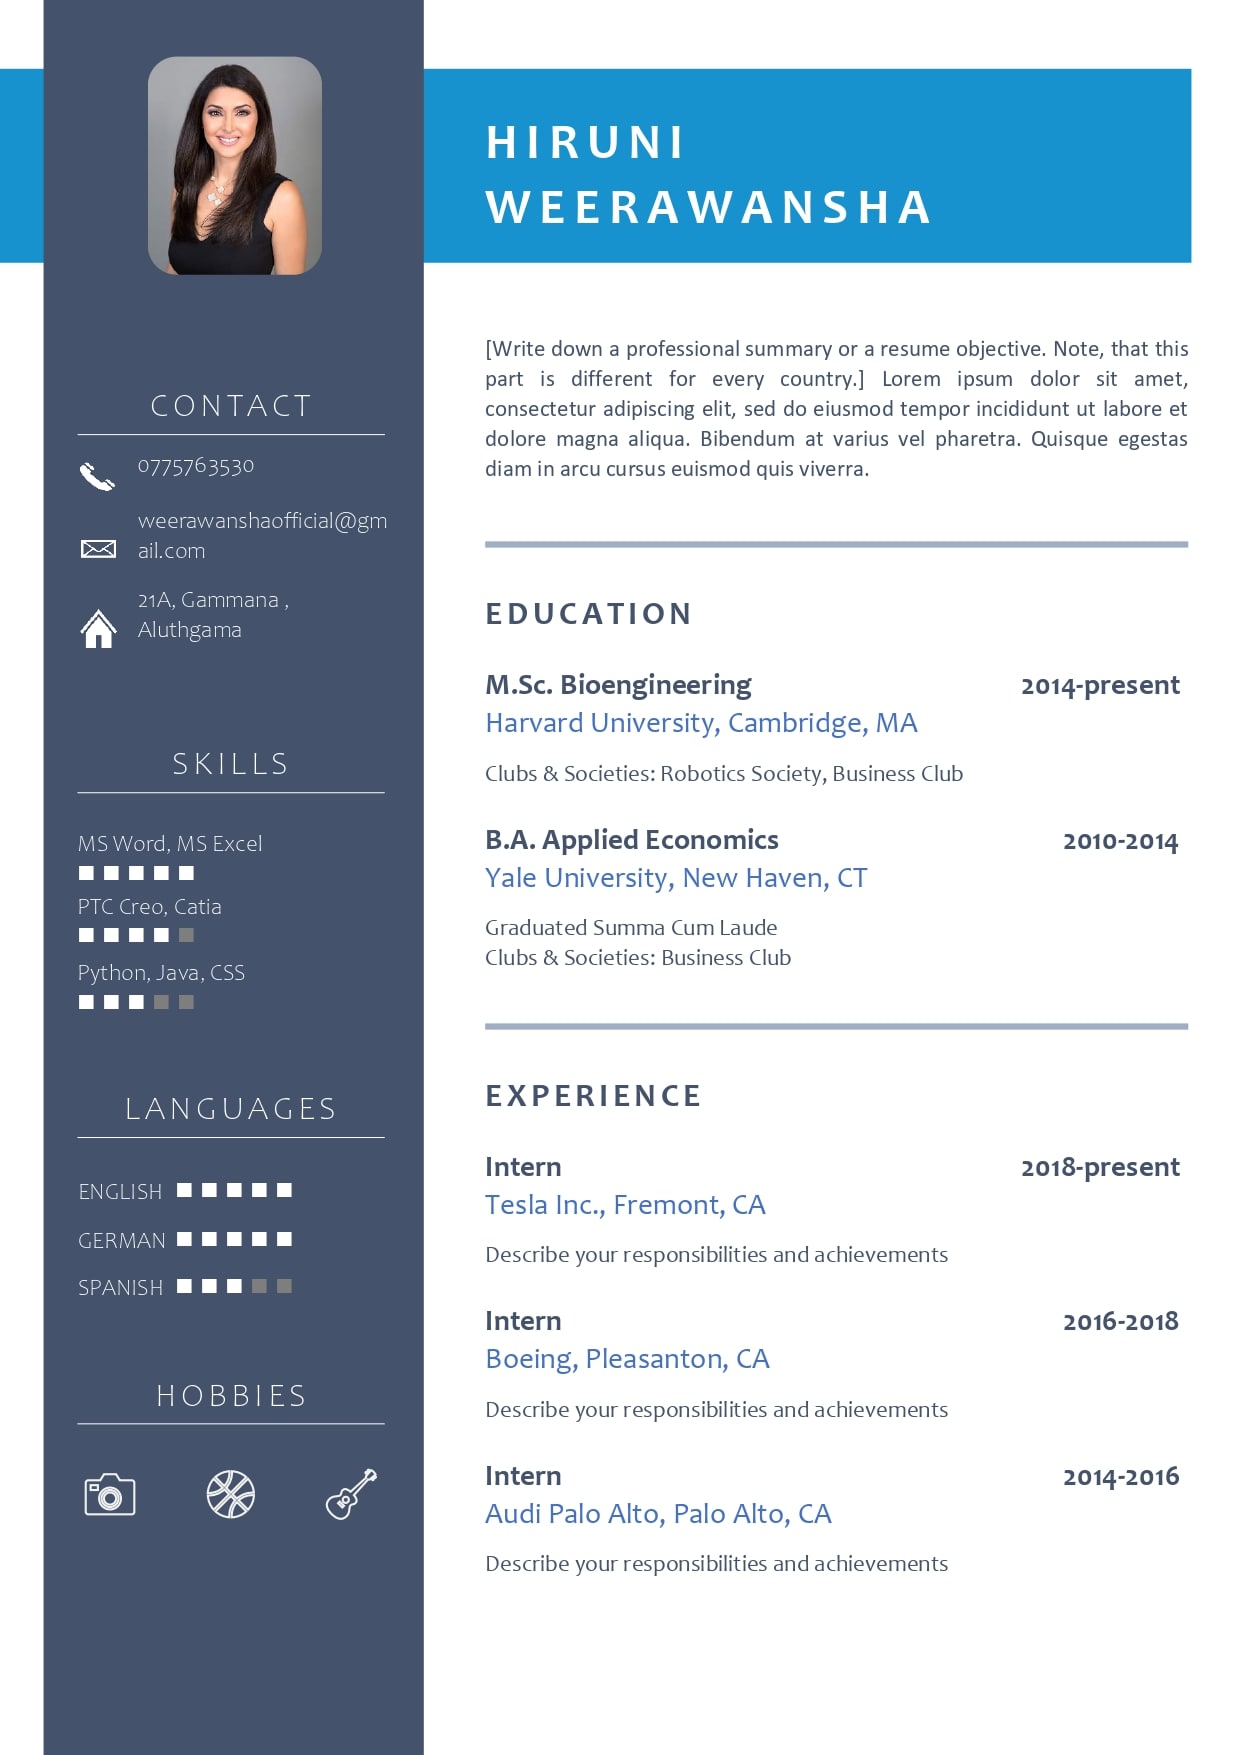 HIRUNI
WEERAWANSHA
CONTACT
0775763530
weerawanshaofficial@gm
ail.com
21A, Gammana ,
Aluthgama
SKILLS
MS Word, MS Excel
PTC Creo, Catia
Python, Java, CSS
LANGUAGES
ENGLISH
GERMAN
SPANISH
HOBBIES
[Write down a professional summary or a resume objective. Note, that this
part is different for every country.] Lorem ipsum dolor sit amet,
consectetur adipiscing elit, sed do eiusmod tempor incididunt ut labore et
dolore magna aliqua. Bibendum at varius vel pharetra. Quisque egestas
diam in arcu cursus euismod quis viverra.
EDUCATION
M.Sc. Bioengineering 2014-present
Harvard University, Cambridge, MA
Clubs & Societies: Robotics Society, Business Club
B.A. Applied Economics 2010-2014
Yale University, New Haven, CT
Graduated Summa Cum Laude
Clubs & Societies: Business Club
EXPERIENCE
Intern 2018-present
Tesla Inc., Fremont, CA
Describe your responsibilities and achievements
Intern 2016-2018
Boeing, Pleasanton, CA
Describe your responsibilities and achievements
Intern 2014-2016
Audi Palo Alto, Palo Alto, CA
Describe your responsibilities and achievements